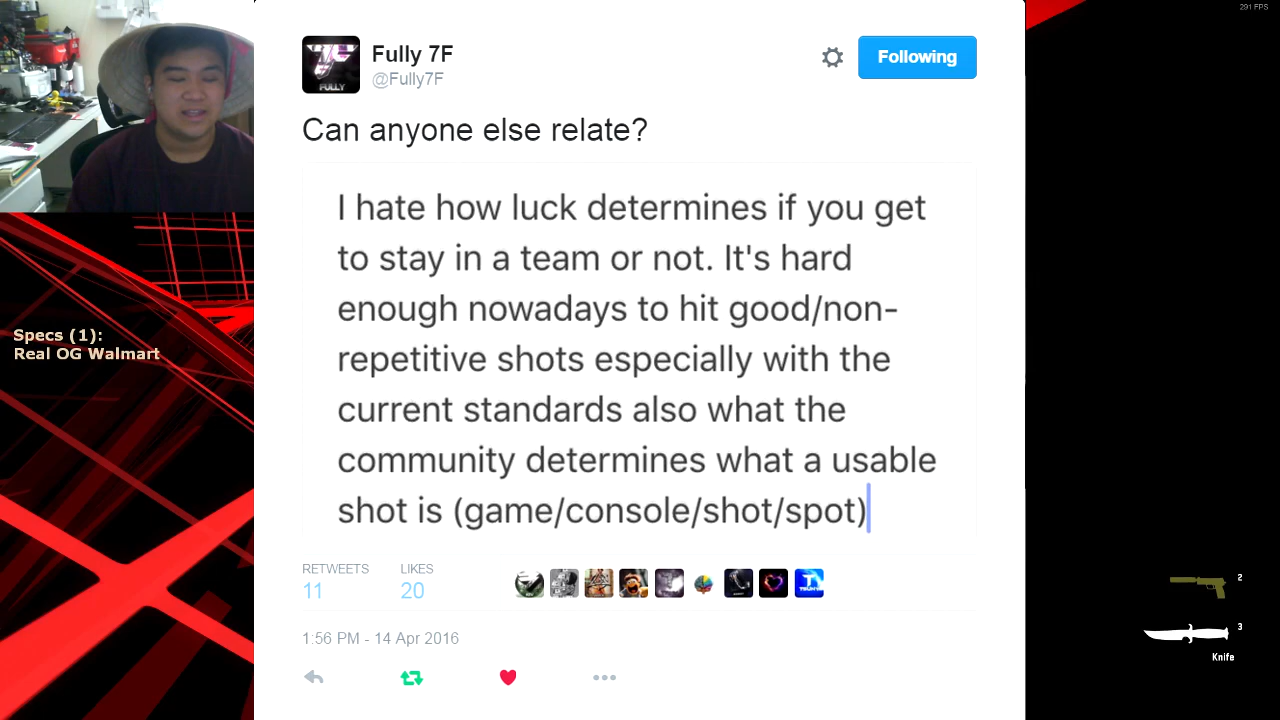 291 FPS
Fully 7F
@Fully7F
Following
FULLY
Can anyone else relate?
I hate how luck determines if you get
to stay in a team or not. It's hard
enough nowadays to hit good/non-
repetitive shots especially with the
current standards also what the
community determines what a usable
shot is (game/console/shot/spot)
Specs (1):
Real OG Walmart
RETWEETS
11
LIKES
20
1:56 PM - 14 Apr 2016
2
3
Knife